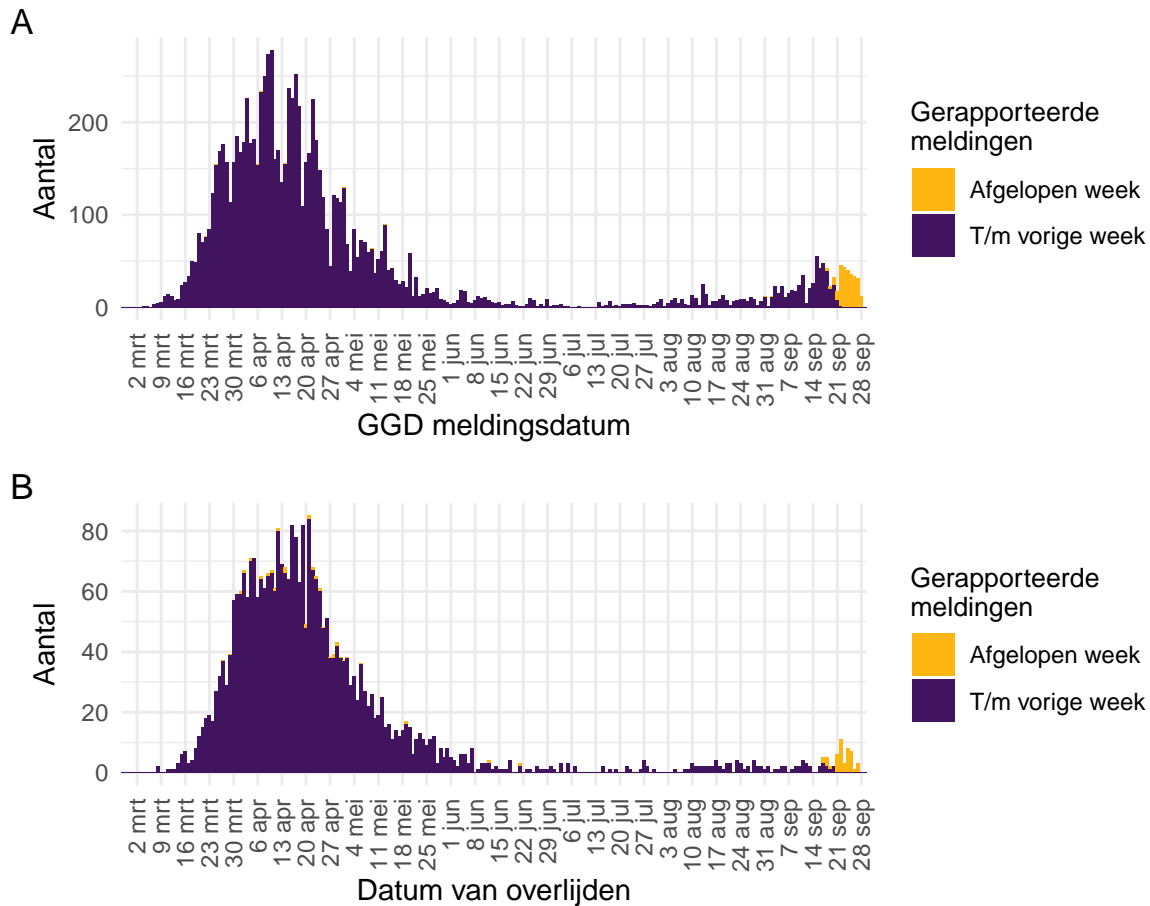 A
Aantal
200
100
0
2 mrt
9 mrt
16 mrt
23 mrt
30 mrt
6 apr
13 apr
20 apr
27 apr
4 mei
11 mei
18 mei
25 mei
1 jun
8 jun
15 jun
22 jun
29 jun
6 jul
13 jul
20 jul
27 jul
3 aug
10 aug
17 aug
24 aug
31 aug
7 sep
14 sep
21 sep
28 sep
GGD meldingsdatum
Gerapporteerde
meldingen
Afgelopen week
T/m vorige week
B
Aantal
80
60
40
20
0
2 mrt
9 mrt
16 mrt
23 mrt
30 mrt
6 apr
13 apr
20 apr
27 apr
4 mei
11 mei
18 mei
25 mei
1 jun
8 jun
15 jun
22 jun
29 jun
6 jul
13 jul
20 jul
27 jul
3 aug
10 aug
17 aug
24 aug
31 aug
7 sep
14 sep
21 sep
28 sep
Datum van overlijden
Gerapporteerde
meldingen
Afgelopen week
T/m vorige week